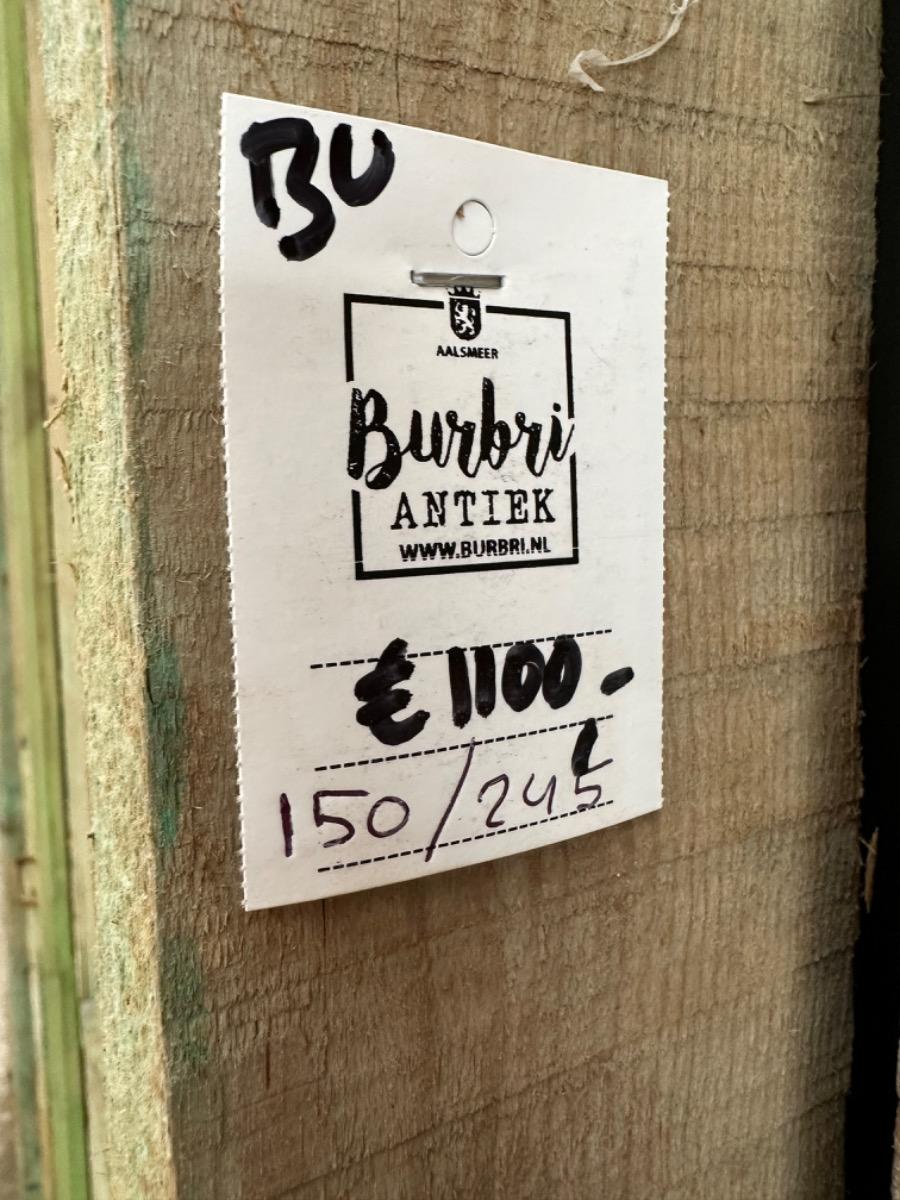 BU
AALSMEER
Burbri
ANTIEK
WWW.BURBRI.NL
€ 1100.-
150/245